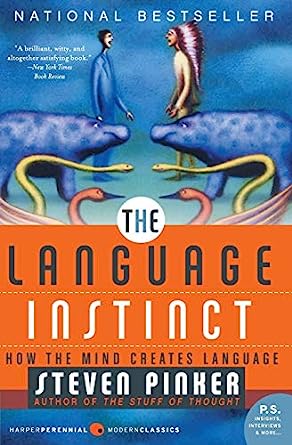 NATIONAL BESTSELLER
"A brilliant, witty, and
altogether satisfying book."
—New York Times
Book Review
THE
LANGUAGE
INSTINCT
HOW THE MIND CREATES LANGUAGE
STEVEN PINKER
AUTHOR OF THE STUFF OF THOUGHT
P.S.
INSIGHTS,
INTERVIEWS
& MORE...
HARPERPERENNIAL MODERNCLASSICS